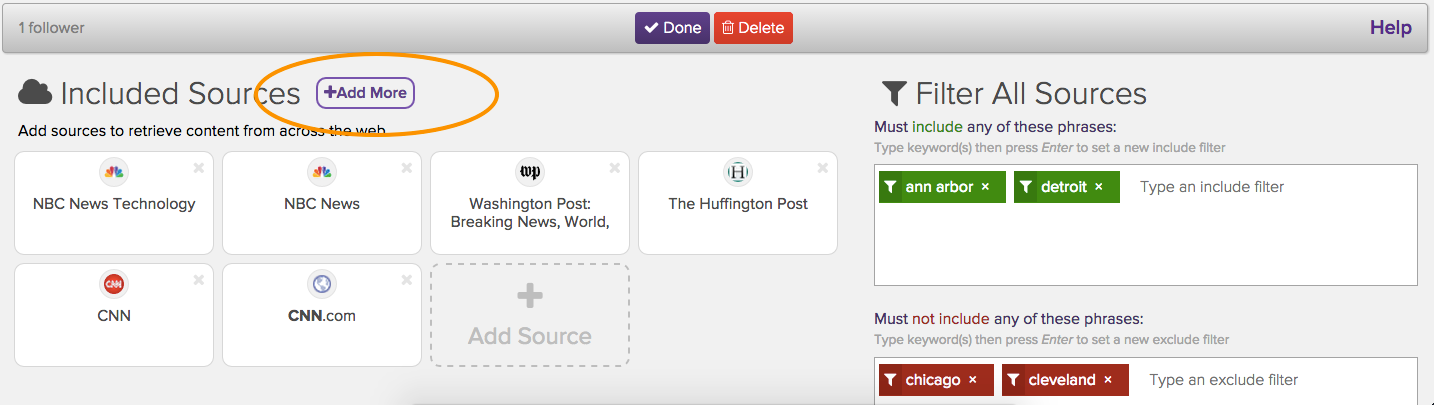 1 follower
Done
Delete
Help
Included Sources
+Add More
Add sources to retrieve content from across the web
NBC News Technology
NBC News
wp
Washington Post:
Breaking News, World,
H
The Huffington Post
CNN
CNN
CNN.com
Add Source
Filter All Sources
Must include any of these phrases:
Type keyword(s) then press Enter to set a new include filter
ann arbor ×
detroit ×
Type an include filter
Must not include any of these phrases:
Type keyword(s) then press Enter to set a new exclude filter
chicago ×
cleveland ×
Type an exclude filter